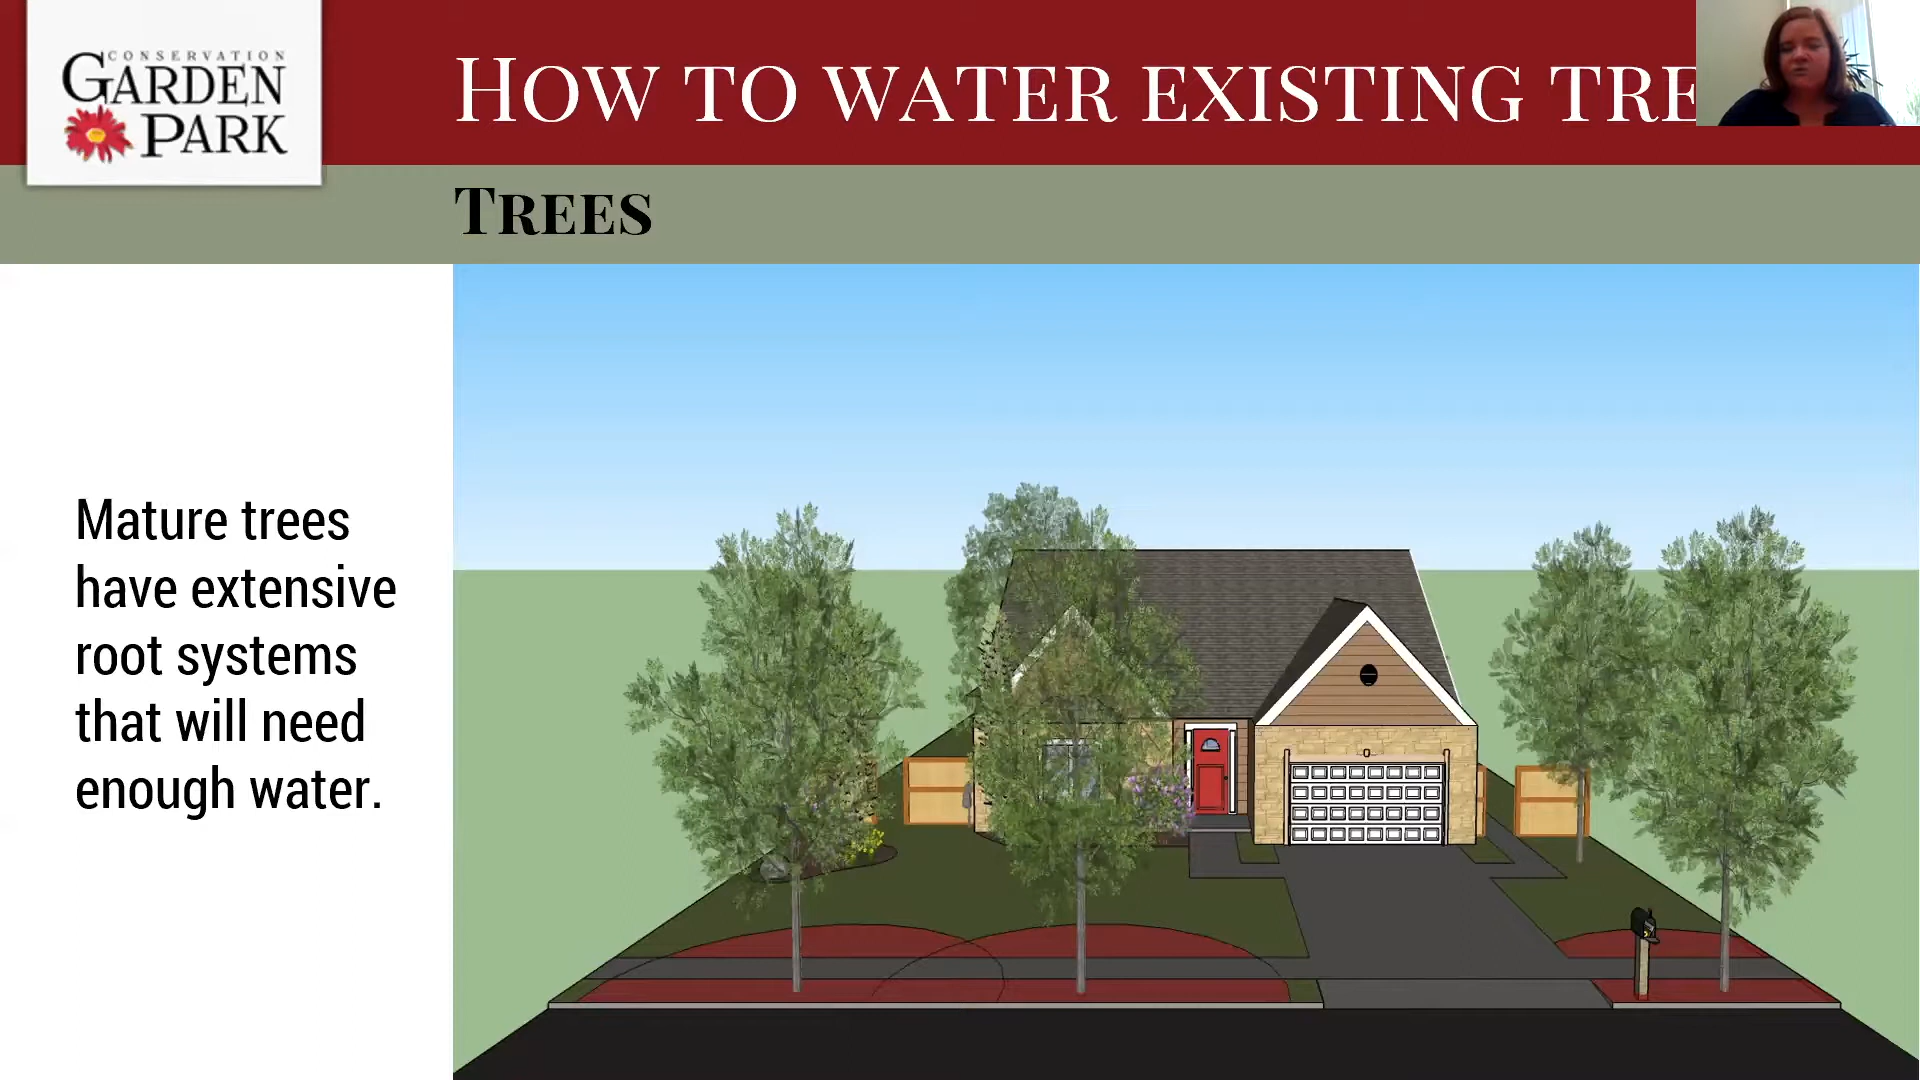 CONSERVATION
GARDEN
PARK
HOW TO WATER EXISTING TRE
TREES
Mature trees
have extensive
root systems
that will need
enough water.